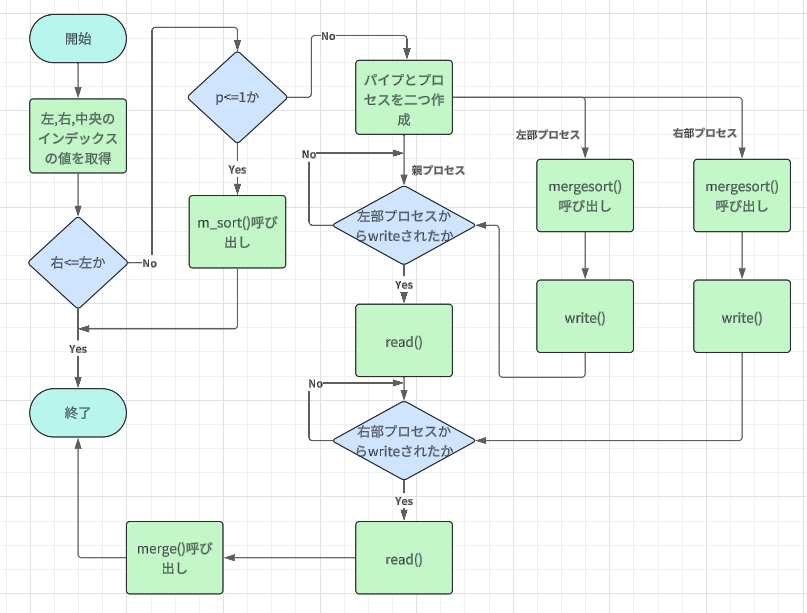 開始
左,右,中央の
インデックス
の値を取得
右<=左か
No
Yes
終了
p<=1か
No
Yes
m_sort()呼び
出し
パイプとプロ
セスを二つ作
成
左部プロセス
右部プロセス
親プロセス
No
左部プロセスか
らwriteされたか
Yes
read()
No
右部プロセスか
らwriteされたか
Yes
read()
merge()呼び
出し
mergesort()
呼び出し
write()
mergesort()
呼び出し
write()